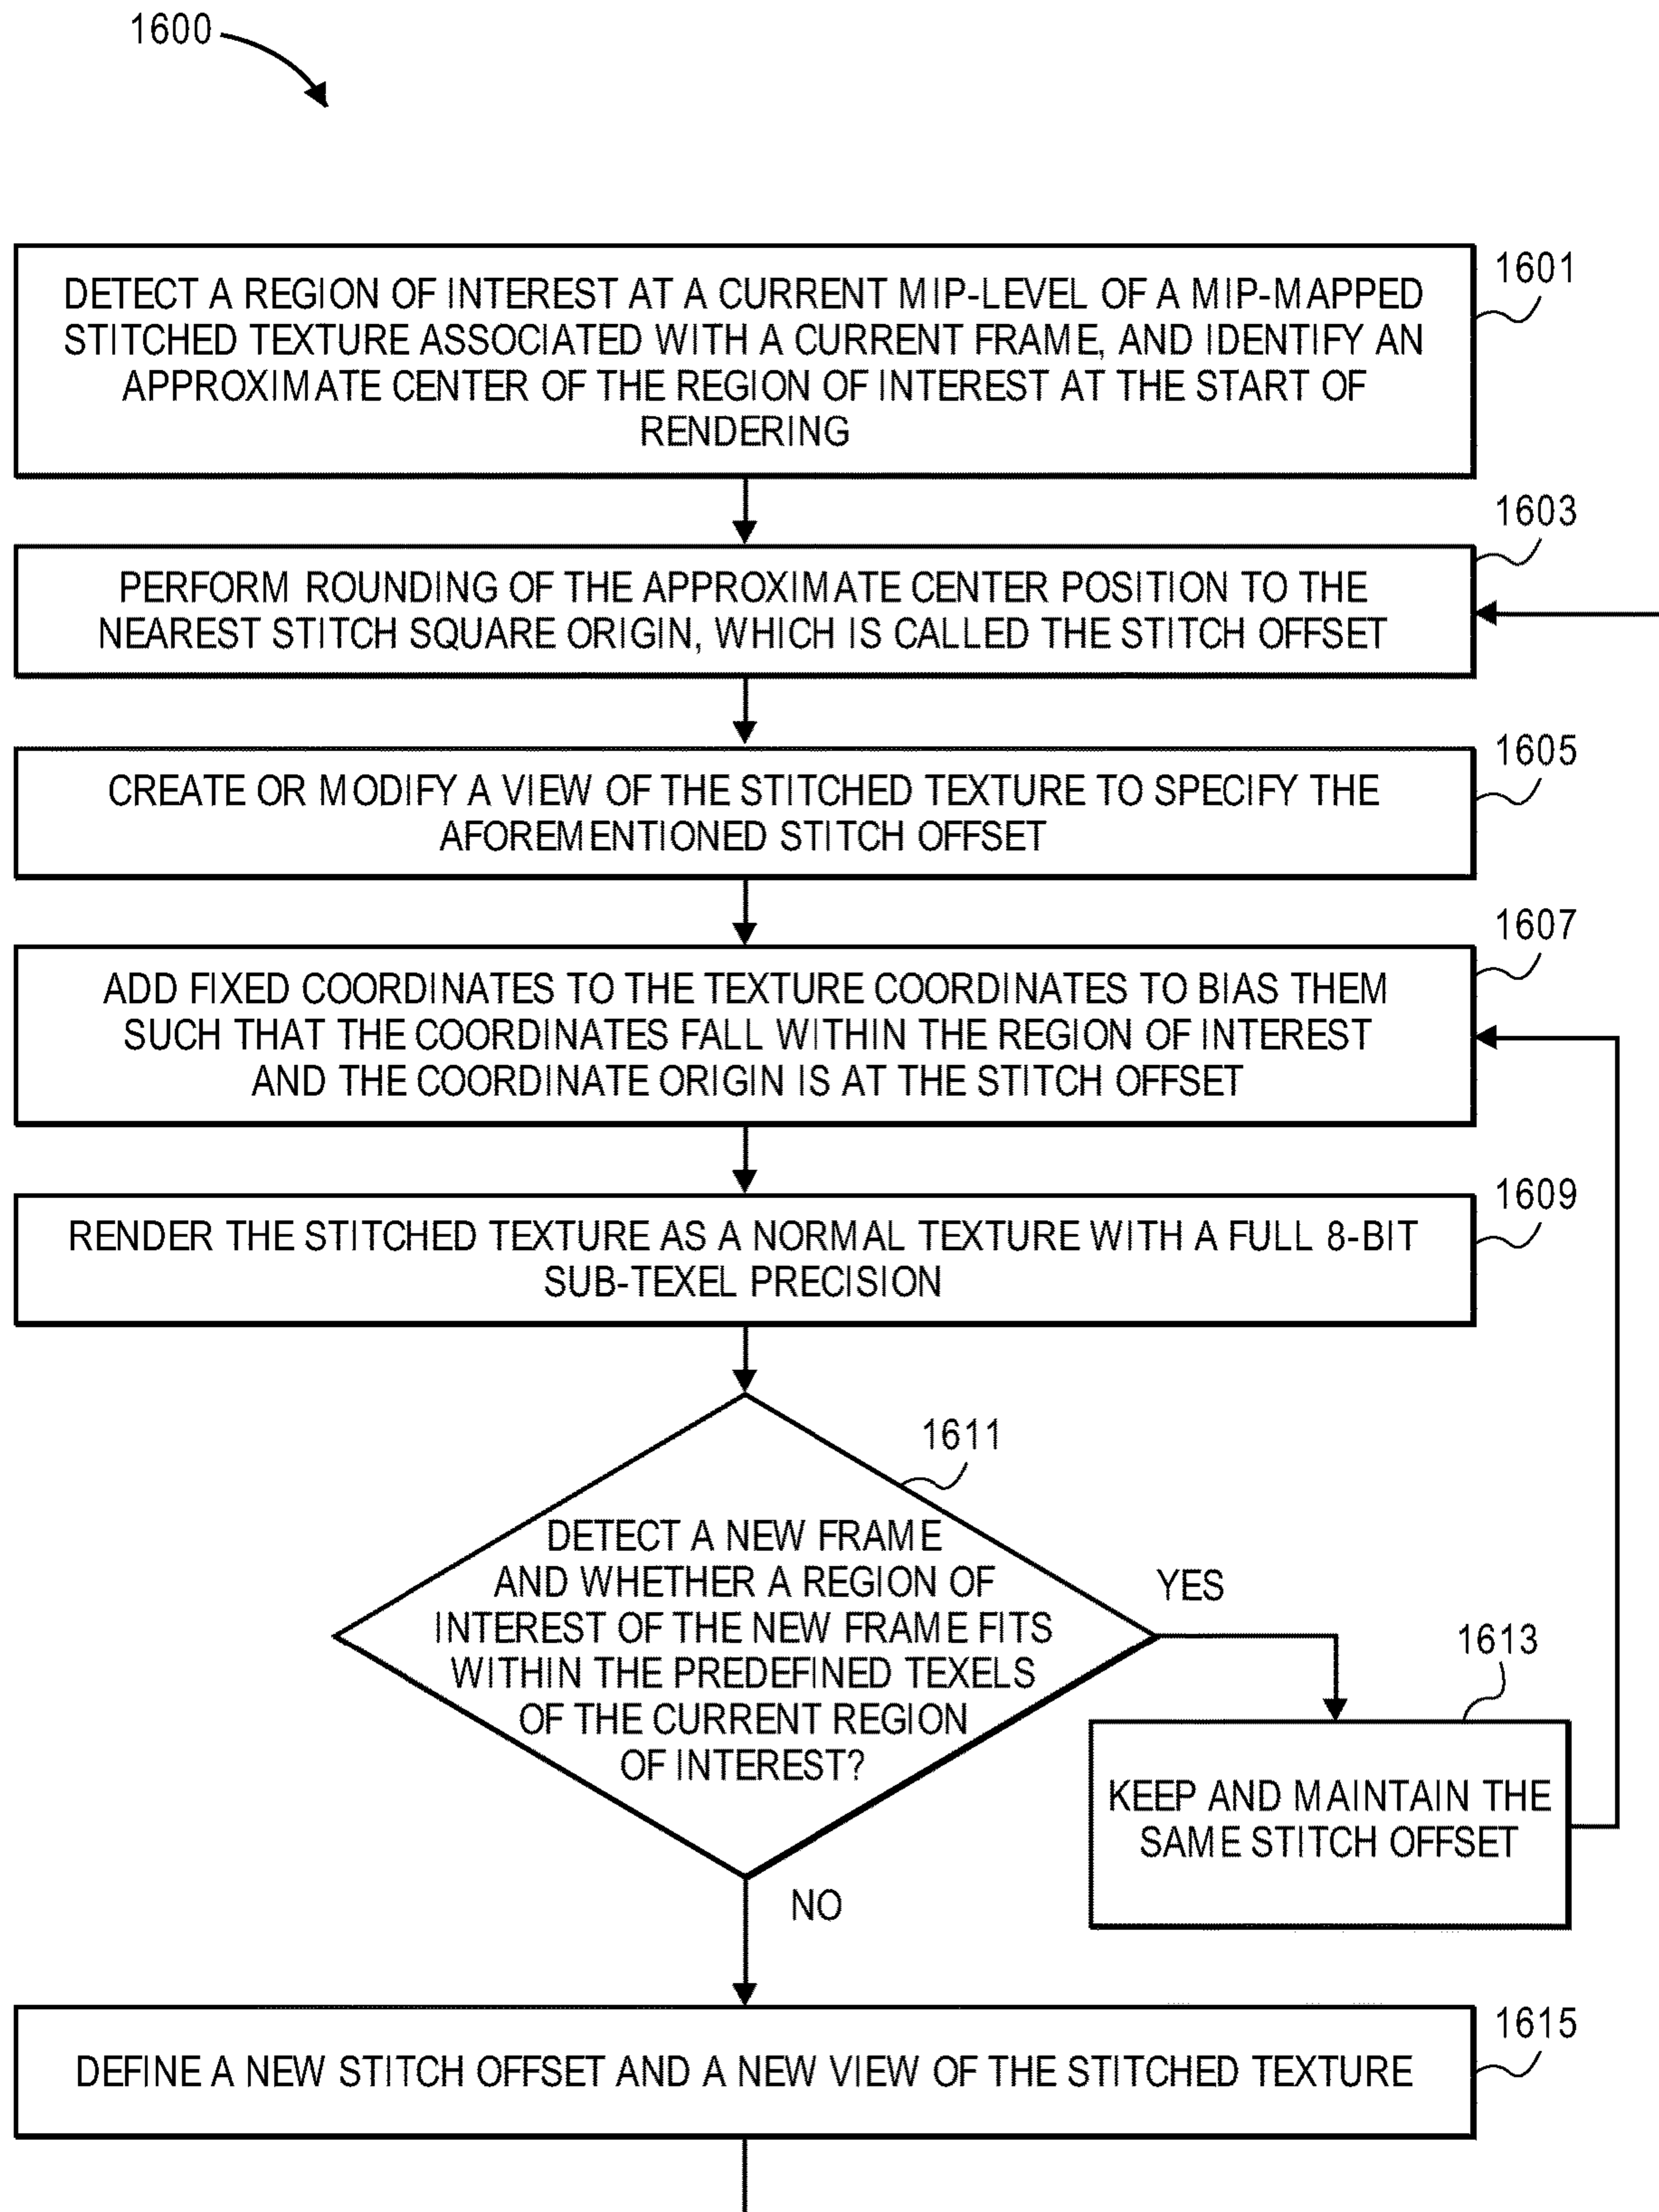 1600
DETECT A REGION OF INTEREST AT A CURRENT MIP-LEVEL OF A MIP-MAPPED
STITCHED TEXTURE ASSOCIATED WITH A CURRENT FRAME, AND IDENTIFY AN
APPROXIMATE CENTER OF THE REGION OF INTEREST AT THE START OF
RENDERING
1601
PERFORM ROUNDING OF THE APPROXIMATE CENTER POSITION TO THE
NEAREST STITCH SQUARE ORIGIN, WHICH IS CALLED THE STITCH OFFSET
1603
CREATE OR MODIFY A VIEW OF THE STITCHED TEXTURE TO SPECIFY THE
AFOREMENTIONED STITCH OFFSET
1605
ADD FIXED COORDINATES TO THE TEXTURE COORDINATES TO BIAS THEM
SUCH THAT THE COORDINATES FALL WITHIN THE REGION OF INTEREST
AND THE COORDINATE ORIGIN IS AT THE STITCH OFFSET
1607
RENDER THE STITCHED TEXTURE AS A NORMAL TEXTURE WITH A FULL 8-BIT
SUB-TEXEL PRECISION
1609
DETECT A NEW FRAME
AND WHETHER A REGION OF
INTEREST OF THE NEW FRAME FITS
WITHIN THE PREDEFINED TEXELS
OF THE CURRENT REGION
OF INTEREST?
1611
YES
KEEP AND MAINTAIN THE
SAME STITCH OFFSET
1613
NO
DEFINE A NEW STITCH OFFSET AND A NEW VIEW OF THE STITCHED TEXTURE
1615